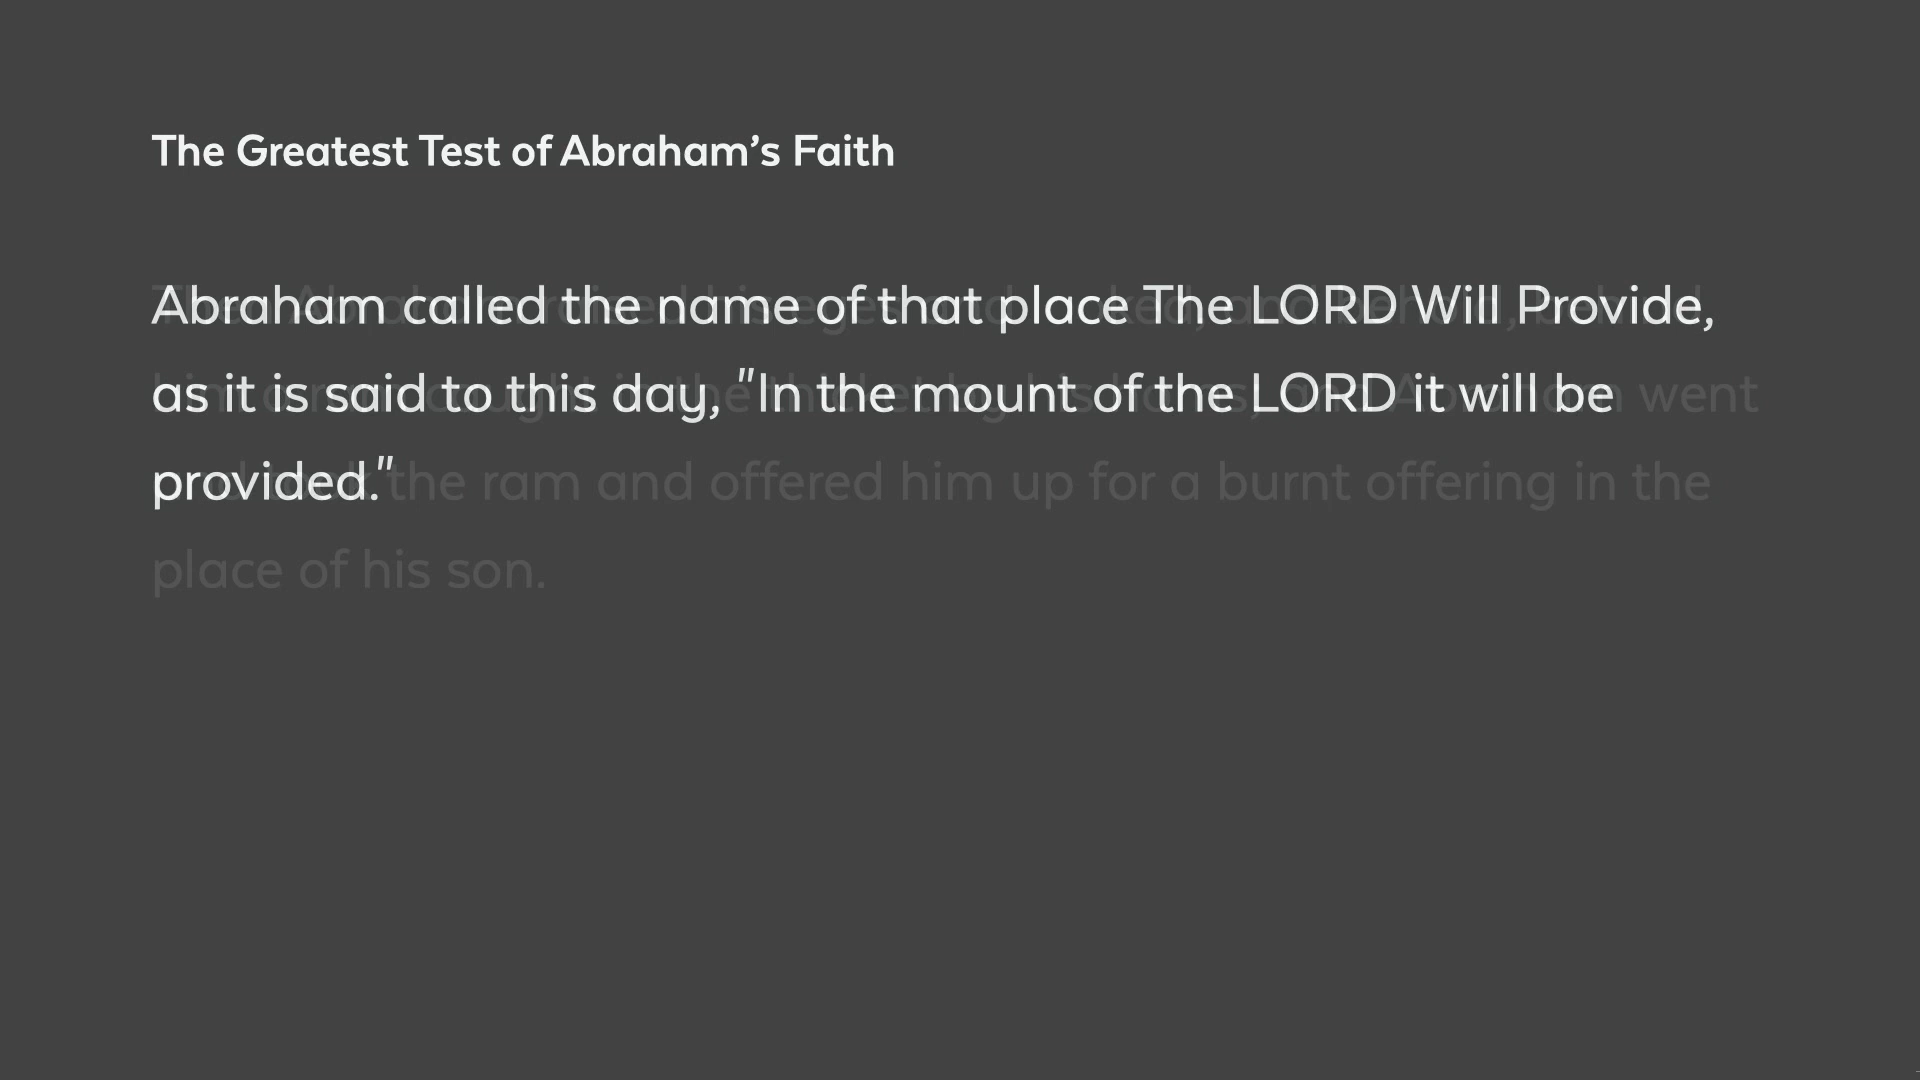 The Greatest Test of Abraham’s Faith
Abraham called the name of that place The LORD Will Provide,
as it is said to this day, "In the mount of the LORD it will be
provided."
went
the ram and offered him up for a burnt offering in the
place of his son.